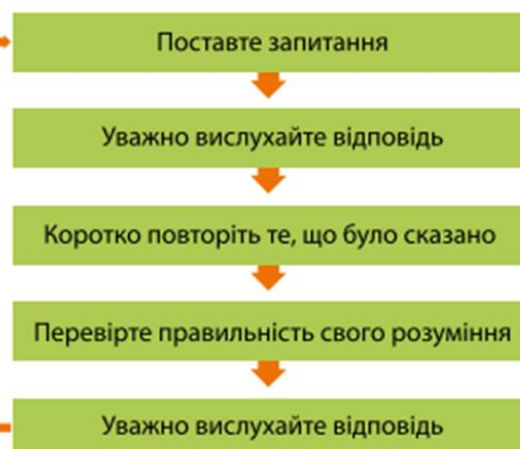 Поставте запитання
Уважно вислухайте відповідь
Коротко повторіть те, що було сказано
Перевірте правильність свого розуміння
Уважно вислухайте відповідь